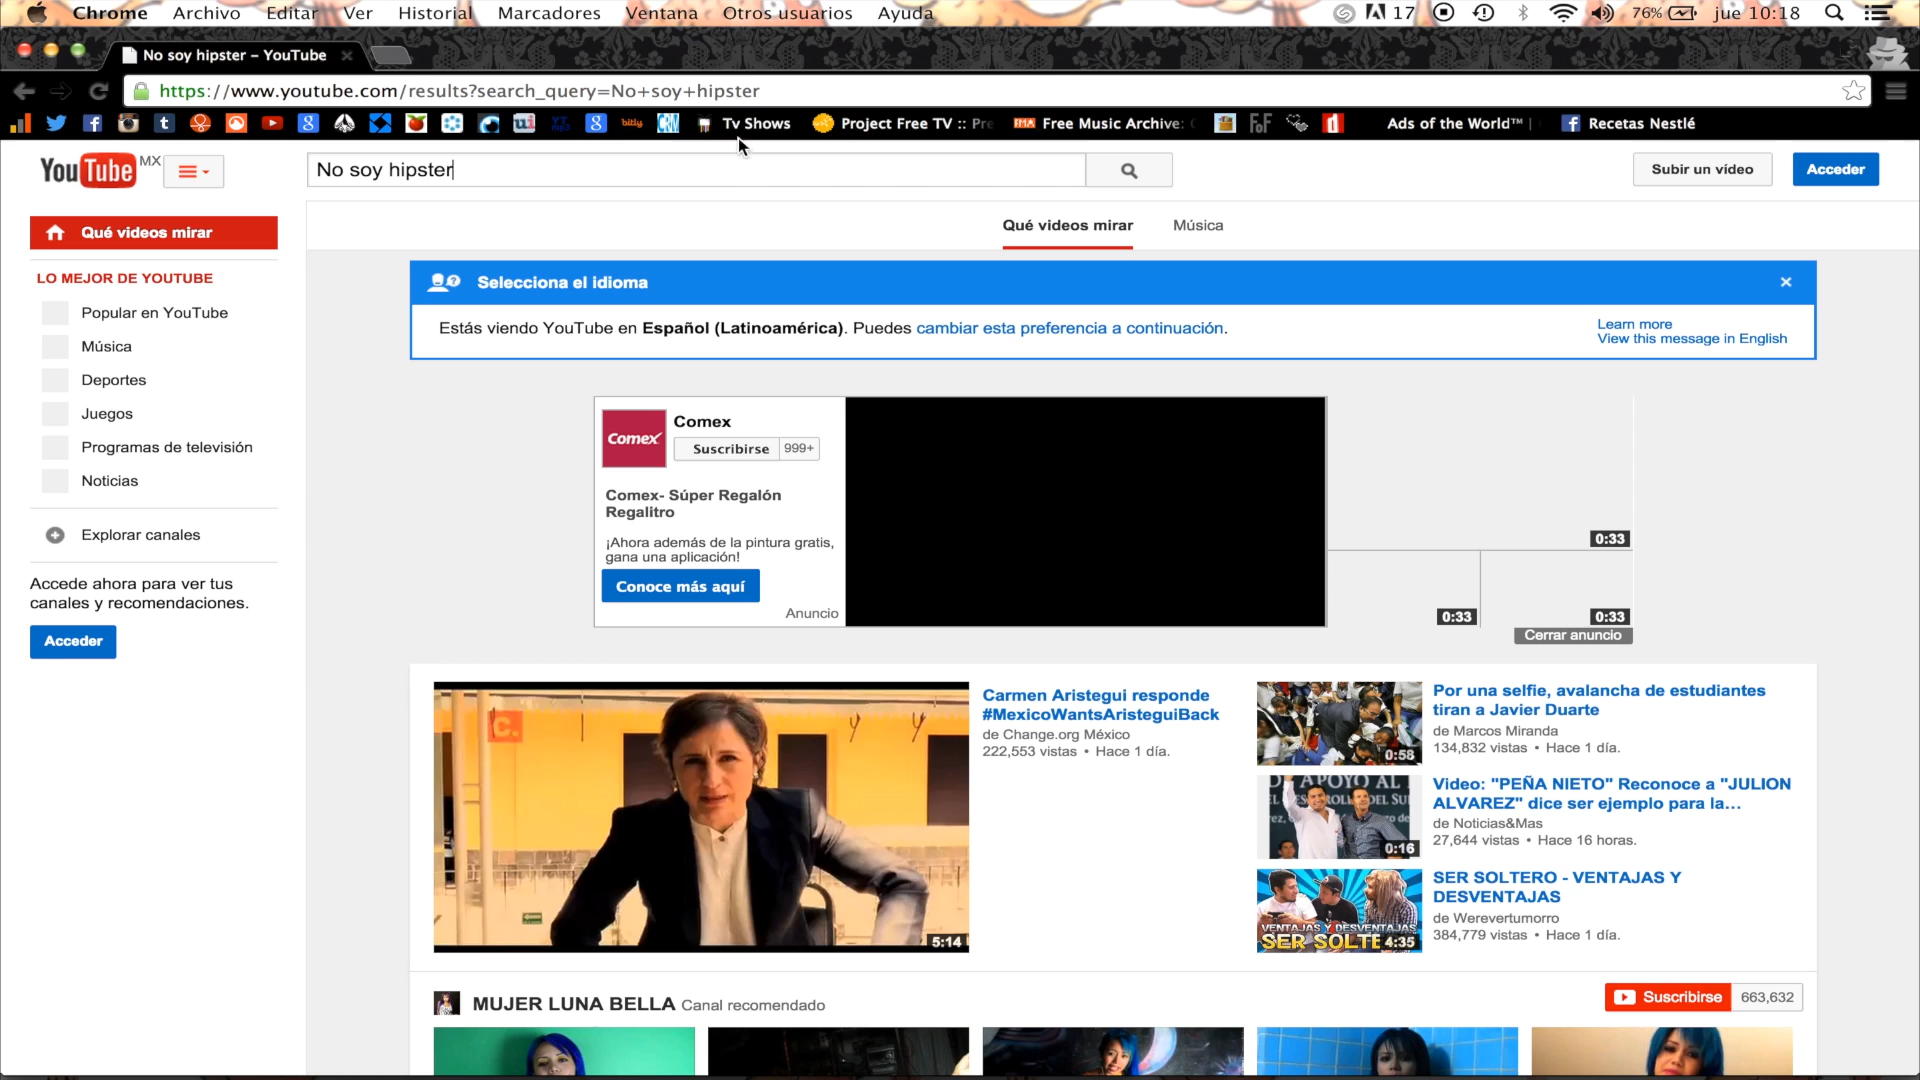 Chrome Archivo Editar Ver Historial Marcadores Ventana Otros usuarios Ayuda 17 76% jue 10:18
No soy hipster – YouTube
https://www.youtube.com/results?search_query=No+soy+hipster
Tv Shows Project Free TV :: Pre Free Music Archive: Ads of the World™ | Recetas Nestlé
YouTube MX No soy hipster Subir un vídeo Acceder
Qué videos mirar Música
Qué videos mirar
LO MEJOR DE YOUTUBE
Popular en YouTube
Música
Deportes
Juegos
Programas de televisión
Noticias
Explorar canales
Accede ahora para ver tus
canales y recomendaciones.
Acceder
Selecciona el idioma
Estás viendo YouTube en Español (Latinoamérica). Puedes cambiar esta preferencia a continuación.
Learn more
View this message in English
Comex
Comex
Suscribirse 999+
Comex- Súper Regalón
Regalitro
¡Ahora además de la pintura gratis,
gana una aplicación!
Conoce más aquí
Anuncio
0:33
0:33 0:33
Cerrar anuncio
5:14
Carmen Aristegui responde
#MexicoWantsAristeguiBack
de Change.org México
222,553 vistas • Hace 1 día.
0:58
Por una selfie, avalancha de estudiantes
tiran a Javier Duarte
de Marcos Miranda
134,832 vistas • Hace 1 día.
0:16
Video: "PEÑA NIETO" Reconoce a "JULION
ALVAREZ" dice ser ejemplo para la...
de Noticias&Mas
27,644 vistas • Hace 16 horas.
VENTAJAS Y DESVENTAJAS
SER SOLTE 4:35
SER SOLTERO - VENTAJAS Y
DESVENTAJAS
de Werevertumorro
384,779 vistas • Hace 1 día.
MUJER LUNA BELLA Canal recomendado
Suscribirse 663,632